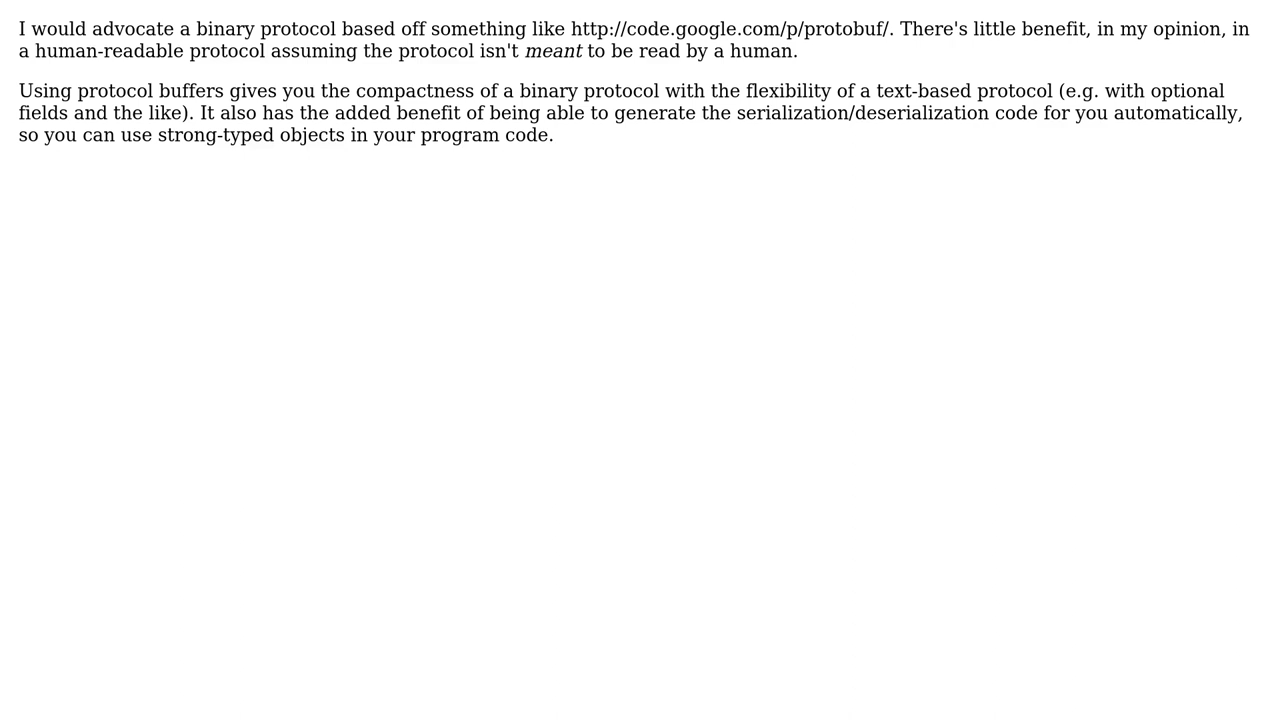 I would advocate a binary protocol based off something like http://code.google.com/p/protobuf/. There's little benefit, in my opinion, in
a human-readable protocol assuming the protocol isn't meant to be read by a human.
Using protocol buffers gives you the compactness of a binary protocol with the flexibility of a text-based protocol (e.g. with optional
fields and the like). It also has the added benefit of being able to generate the serialization/deserialization code for you automatically,
so you can use strong-typed objects in your program code.